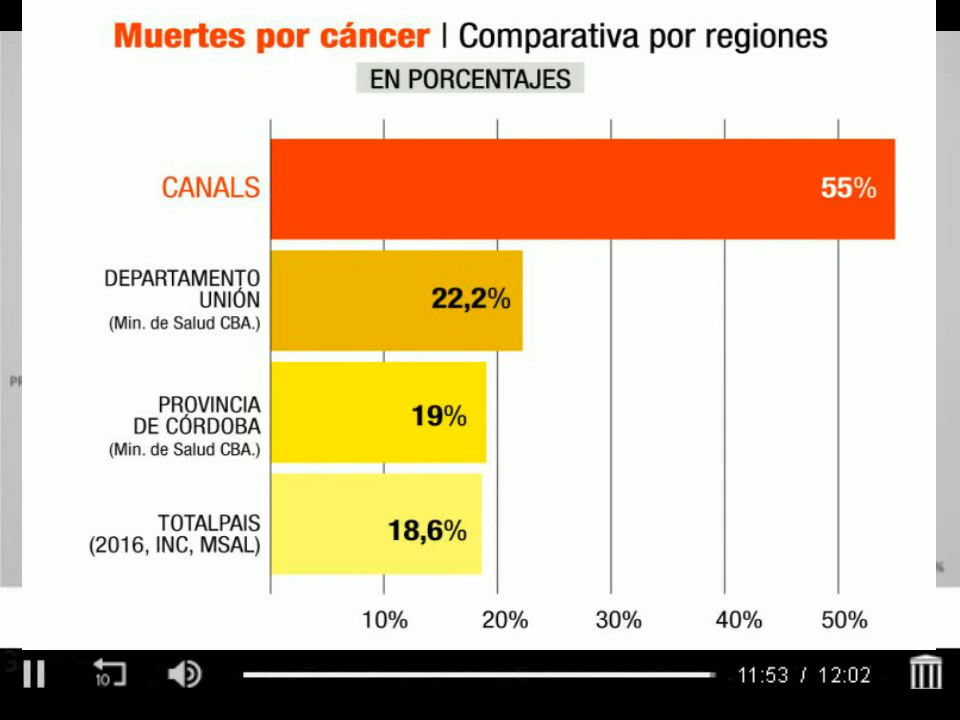 Muertes por cáncer | Comparativa por regiones
EN PORCENTAJES
CANALS
55%
DEPARTAMENTO
UNIÓN
(Min. de Salud CBA.)
22,2%
PROVINCIA
DE CÓRDOBA
(Min. de Salud CBA.)
19%
TOTALPAIS
(2016, INC, MSAL)
18,6%
10% 20% 30% 40% 50%
10
11:53 / 12:02